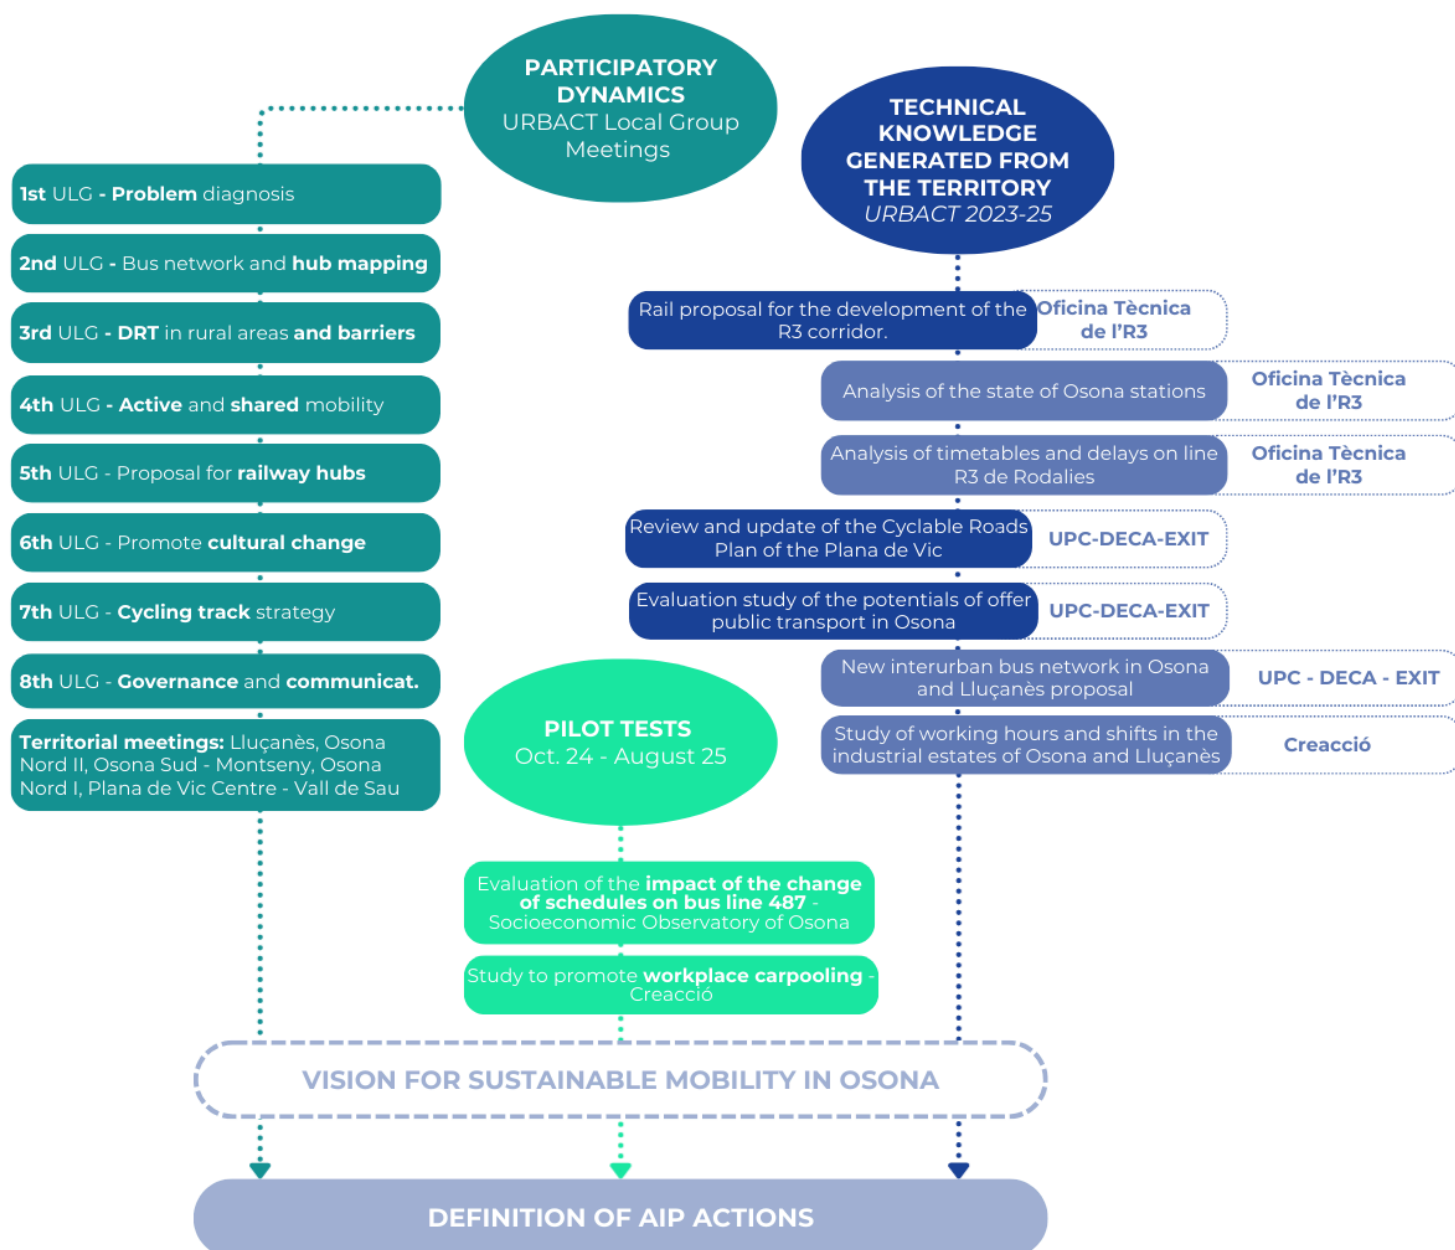 PARTICIPATORY
DYNAMICS
URBACT Local Group
Meetings
1st ULG - Problem diagnosis
2nd ULG - Bus network and hub mapping
3rd ULG - DRT in rural areas and barriers
4th ULG - Active and shared mobility
5th ULG - Proposal for railway hubs
6th ULG - Promote cultural change
7th ULG - Cycling track strategy
8th ULG - Governance and communicat.
Territorial meetings: Lluçanès, Osona
Nord II, Osona Sud - Montseny, Osona
Nord I, Plana de Vic Centre - Vall de Sau
TECHNICAL
KNOWLEDGE
GENERATED FROM
THE TERRITORY
URBACT 2023-25
Rail proposal for the development of the
R3 corridor.
Oficina Tècnica
de l'R3
Analysis of the state of Osona stations
Oficina Tècnica
de l'R3
Analysis of timetables and delays on line
R3 de Rodalies
Oficina Tècnica
de l'R3
Review and update of the Cyclable Roads
Plan of the Plana de Vic
UPC-DECA-EXIT
Evaluation study of the potentials of offer
public transport in Osona
UPC-DECA-EXIT
New interurban bus network in Osona
and Lluçanès proposal
UPC - DECA - EXIT
Study of working hours and shifts in the
industrial estates of Osona and Lluçanès
Creacció
PILOT TESTS
Oct. 24 - August 25
Evaluation of the impact of the change
of schedules on bus line 487 -
Socioeconomic Observatory of Osona
Study to promote workplace carpooling -
Creacció
VISION FOR SUSTAINABLE MOBILITY IN OSONA
DEFINITION OF AIP ACTIONS